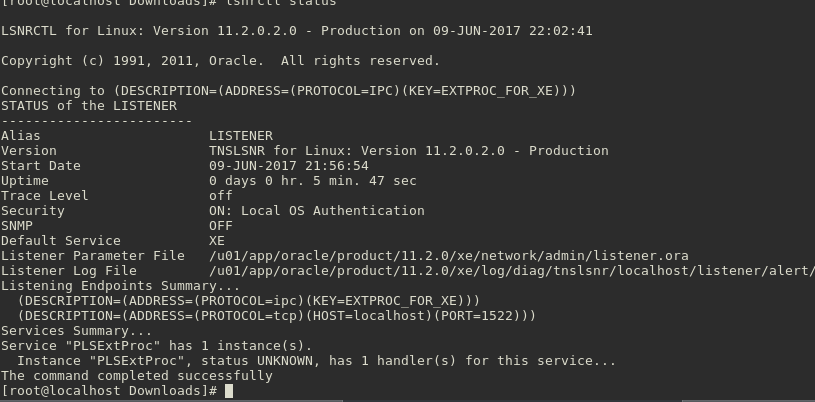 [root@localhost Downloads]# lsnrctl status
LSNRCTL for Linux: Version 11.2.0.2.0 - Production on 09-JUN-2017 22:02:41
Copyright (c) 1991, 2011, Oracle.  All rights reserved.
Connecting to (DESCRIPTION=(ADDRESS=(PROTOCOL=IPC)(KEY=EXTPROC_FOR_XE)))
STATUS of the LISTENER
------------------------
Alias                     LISTENER
Version                   TNSLSNR for Linux: Version 11.2.0.2.0 - Production
Start Date                09-JUN-2017 21:56:54
Uptime                    0 days 0 hr. 5 min. 47 sec
Trace Level               off
Security                  ON: Local OS Authentication
SNMP                      OFF
Default Service           XE
Listener Parameter File   /u01/app/oracle/product/11.2.0/xe/network/admin/listener.ora
Listener Log File         /u01/app/oracle/product/11.2.0/xe/log/diag/tnslsnr/localhost/listener/alert/
Listening Endpoints Summary...
  (DESCRIPTION=(ADDRESS=(PROTOCOL=ipc)(KEY=EXTPROC_FOR_XE)))
  (DESCRIPTION=(ADDRESS=(PROTOCOL=tcp)(HOST=localhost)(PORT=1522)))
Services Summary...
Service "PLSExtProc" has 1 instance(s).
  Instance "PLSExtProc", status UNKNOWN, has 1 handler(s) for this service...
The command completed successfully
[root@localhost Downloads]#